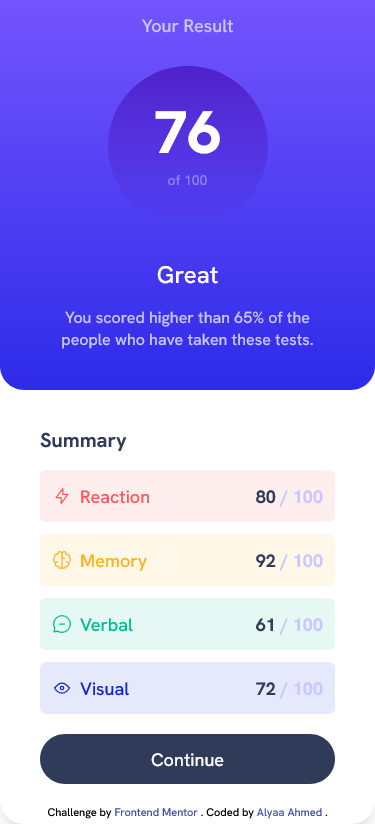 Your Result
76
of 100
Great
You scored higher than 65% of the
people who have taken these tests.
Summary
Reaction 80 / 100
Memory 92 / 100
Verbal 61 / 100
Visual 72 / 100
Continue
Challenge by Frontend Mentor . Coded by Alyaa Ahmed .